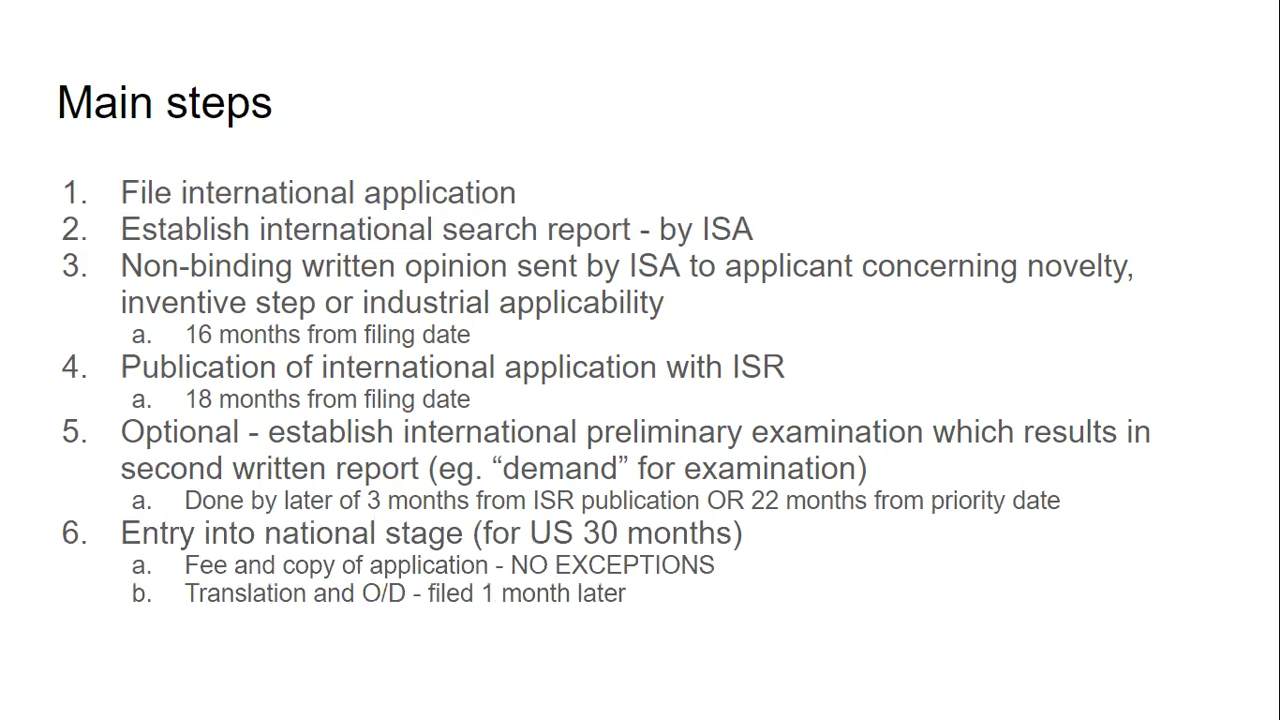 Main steps
1. File international application
2. Establish international search report - by ISA
3. Non-binding written opinion sent by ISA to applicant concerning novelty,
inventive step or industrial applicability
a. 16 months from filing date
4. Publication of international application with ISR
a. 18 months from filing date
5. Optional - establish international preliminary examination which results in
second written report (eg. “demand” for examination)
a. Done by later of 3 months from ISR publication OR 22 months from priority date
6. Entry into national stage (for US 30 months)
a. Fee and copy of application - NO EXCEPTIONS
b. Translation and O/D - filed 1 month later